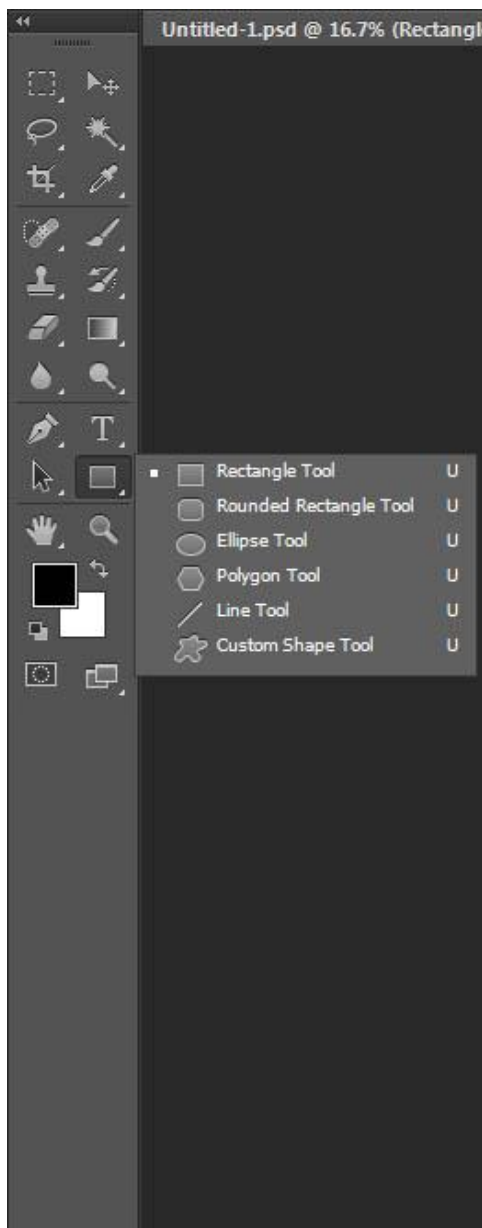 Untitled-1.psd @ 16.7% (Rectangl
T
Rectangle Tool U
Rounded Rectangle Tool U
Ellipse Tool U
Polygon Tool U
Line Tool U
Custom Shape Tool U